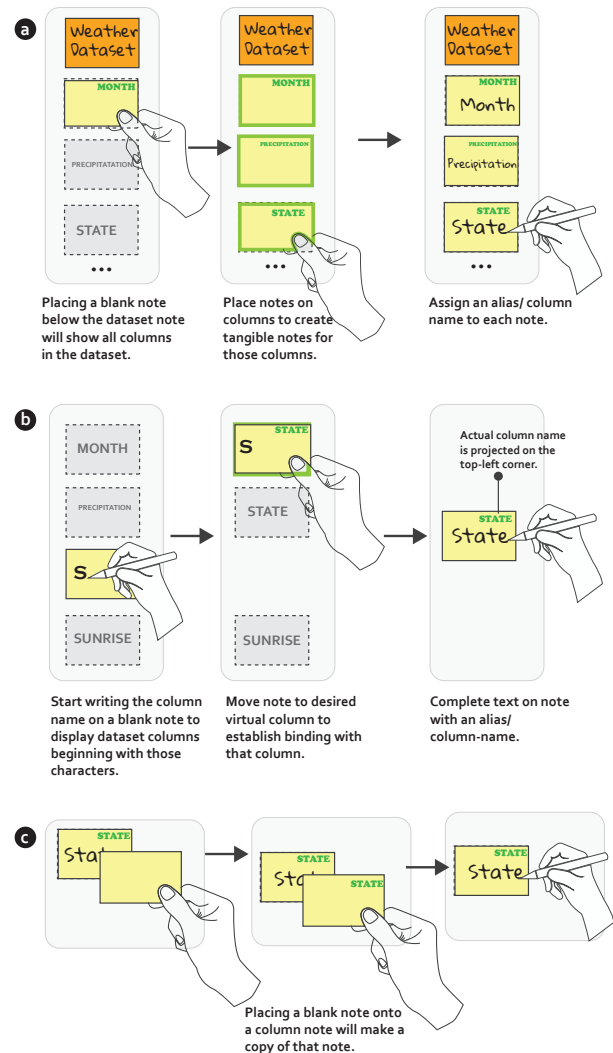 a
Weather
Dataset
MONTH
PRECIPITATATION
STATE
•••
Placing a blank note
below the dataset note
will show all columns
in the dataset.
Weather
Dataset
MONTH
PRECIPITATION
STATE
•••
Place notes on
columns to create
tangible notes for
those columns.
Weather
Dataset
MONTH
Month
PRECIPITATION
Precipitation
STATE
State
•••
Assign an alias/ column
name to each note.
b
MONTH
PRECIPITATION
S
SUNRISE
Start writing the column
name on a blank note to
display dataset columns
beginning with those
characters.
STATE
S
STATE
SUNRISE
Move note to desired
virtual column to
establish binding with
that column.
Actual column name
is projected on the
top-left corner.
STATE
State
Complete text on note
with an alias/
column-name.
c
STATE
Sta
STATE
Sta
STATE
STATE
State
Placing a blank note onto
a column note will make a
copy of that note.